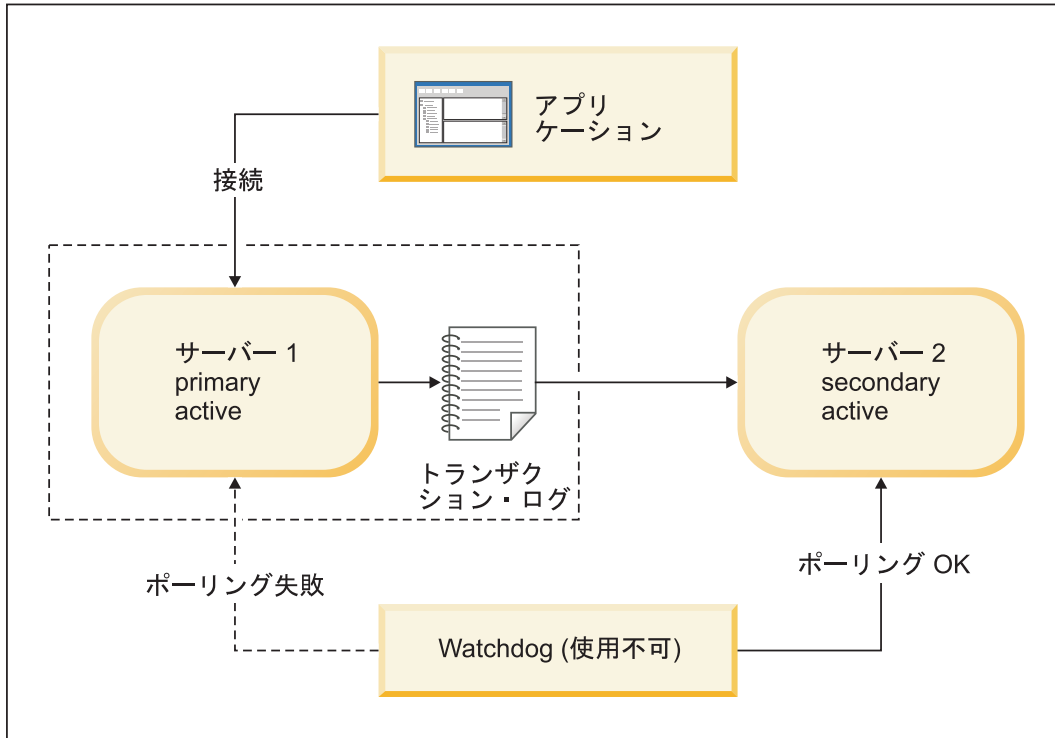 アプリ
ケーション
接続
サーバー 1
primary
active
トランザク
ション・ログ
サーバー 2
secondary
active
ポーリング失敗
ポーリング OK
Watchdog (使用不可)